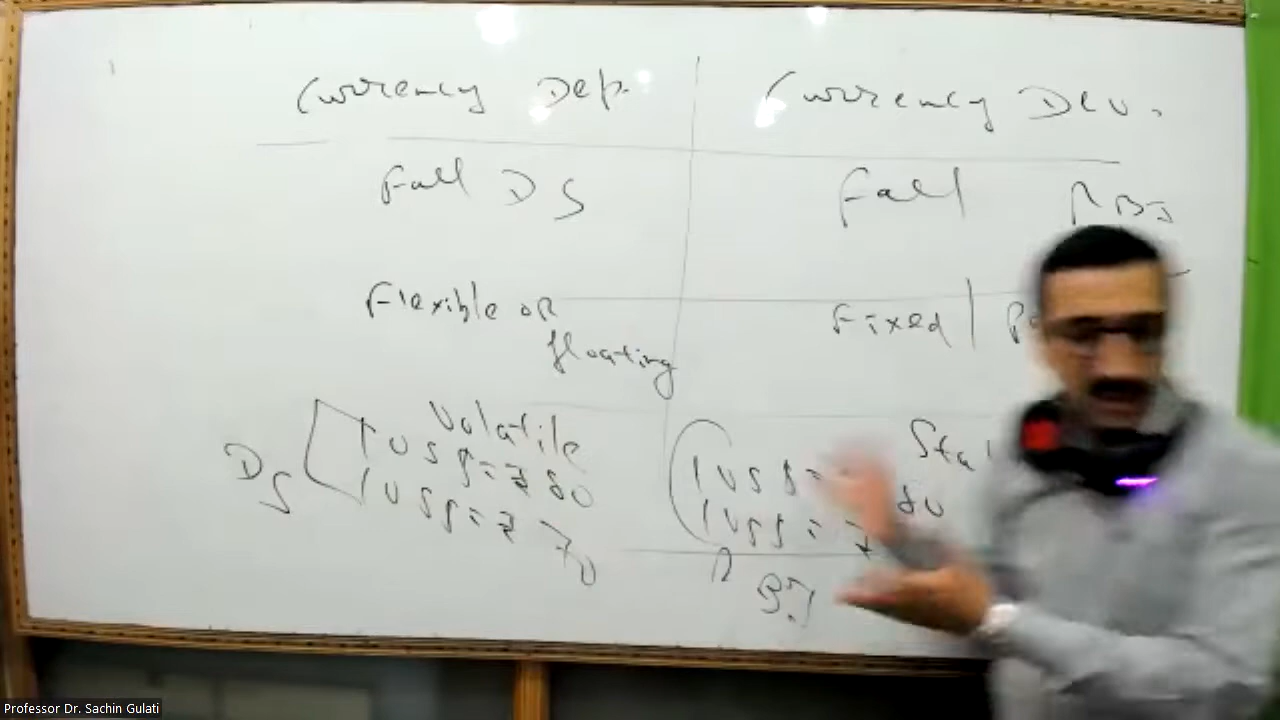 Currency Dep. Currency Dev.
Fall DS Fall RBI
Flexible OR Fixed
floating
Volatile Sta
DS 1 US $ = ₹ 80 1 US $ = 80
1 US $ = ₹ 70 1 US $ = ₹
RBI
Professor Dr. Sachin Gulati